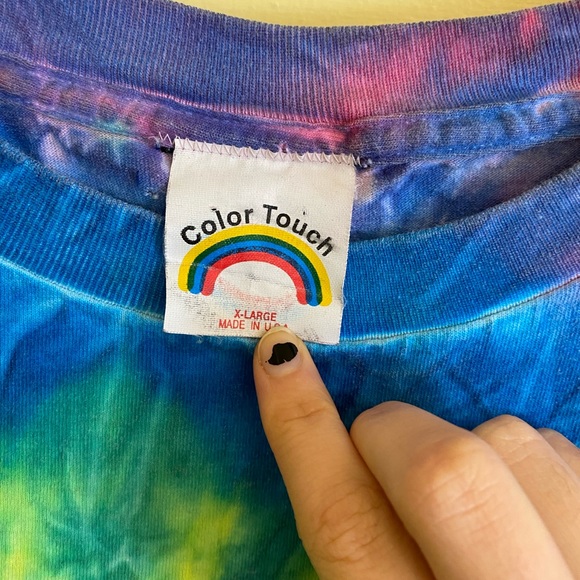 Color Touch
X-LARGE
MADE IN U.S.A